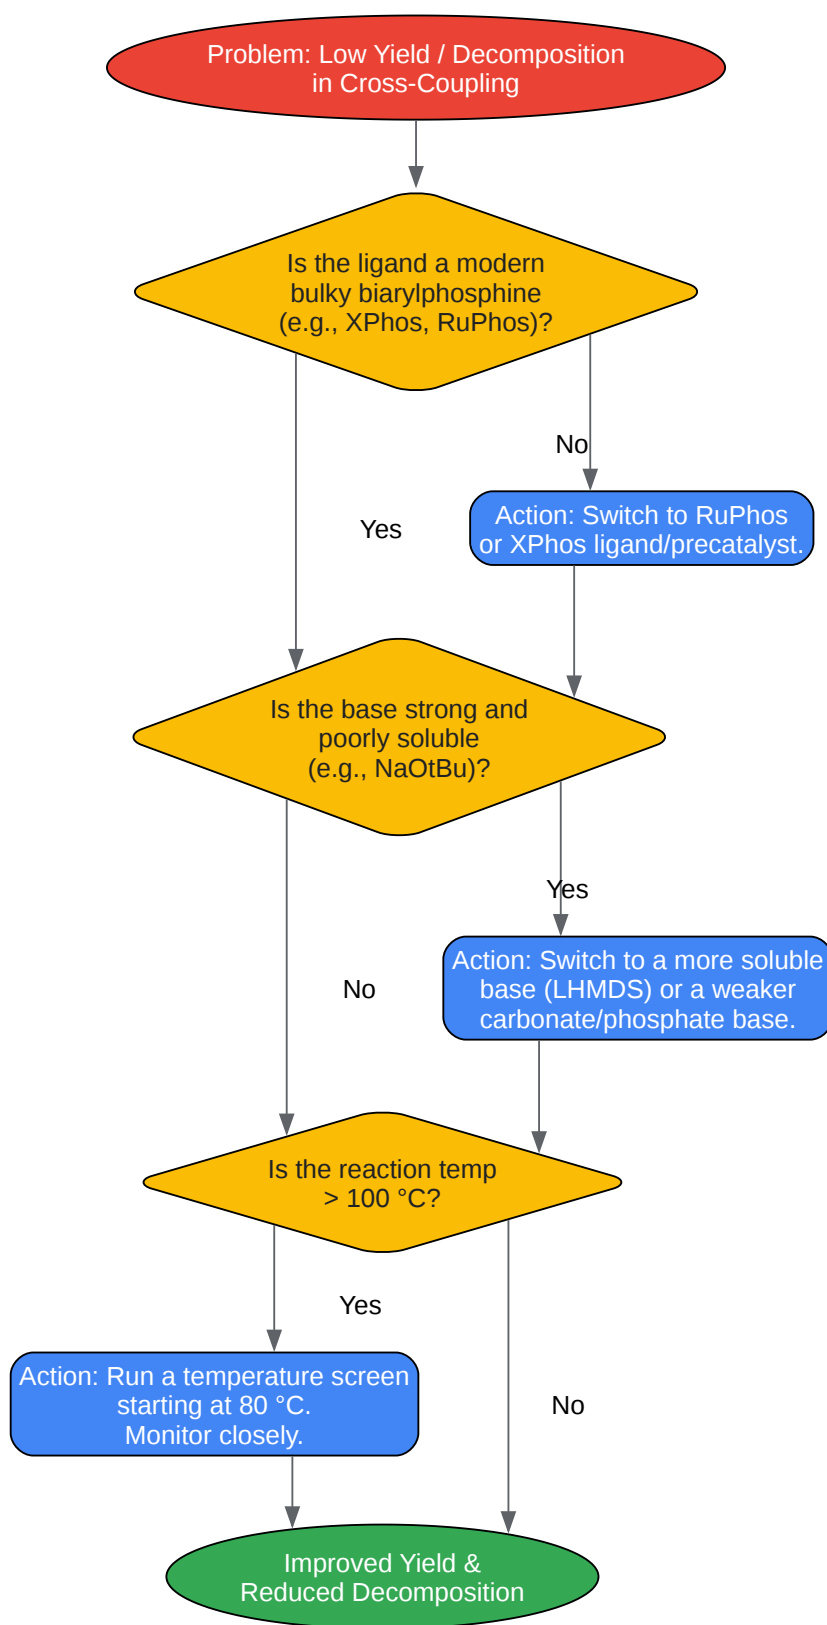 Problem: Low Yield / Decomposition
in Cross-Coupling
Is the ligand a modern
bulky biarylphosphine
(e.g., XPhos, RuPhos)?
No
Action: Switch to RuPhos
or XPhos ligand/precatalyst.
Yes
Is the base strong and
poorly soluble
(e.g., NaOtBu)?
Yes
Action: Switch to a more soluble
base (LHMDS) or a weaker
carbonate/phosphate base.
No
Is the reaction temp
> 100 °C?
Yes
Action: Run a temperature screen
starting at 80 °C.
Monitor closely.
No
Improved Yield &
Reduced Decomposition